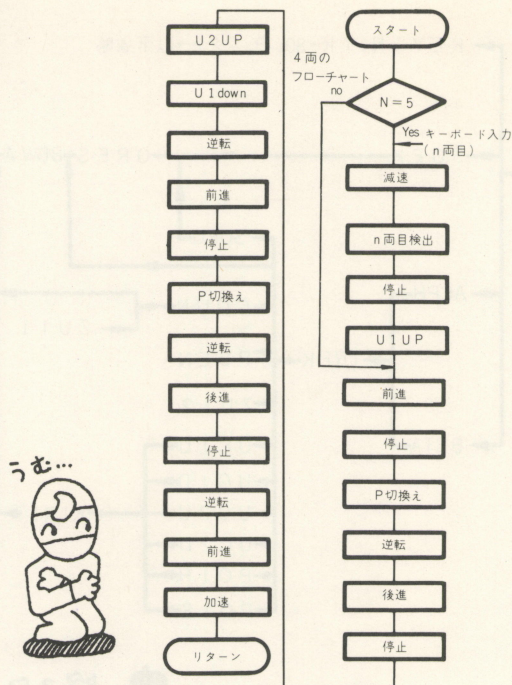 スタート
4両の
フローチャート
no
N=5
Yes キーボード入力
(n両目)
減速
n両目検出
停止
U1UP
前進
停止
P切換え
逆転
後進
停止
U2UP
U1down
逆転
前進
停止
P切換え
逆転
後進
停止
逆転
前進
加速
リターン
うむ…